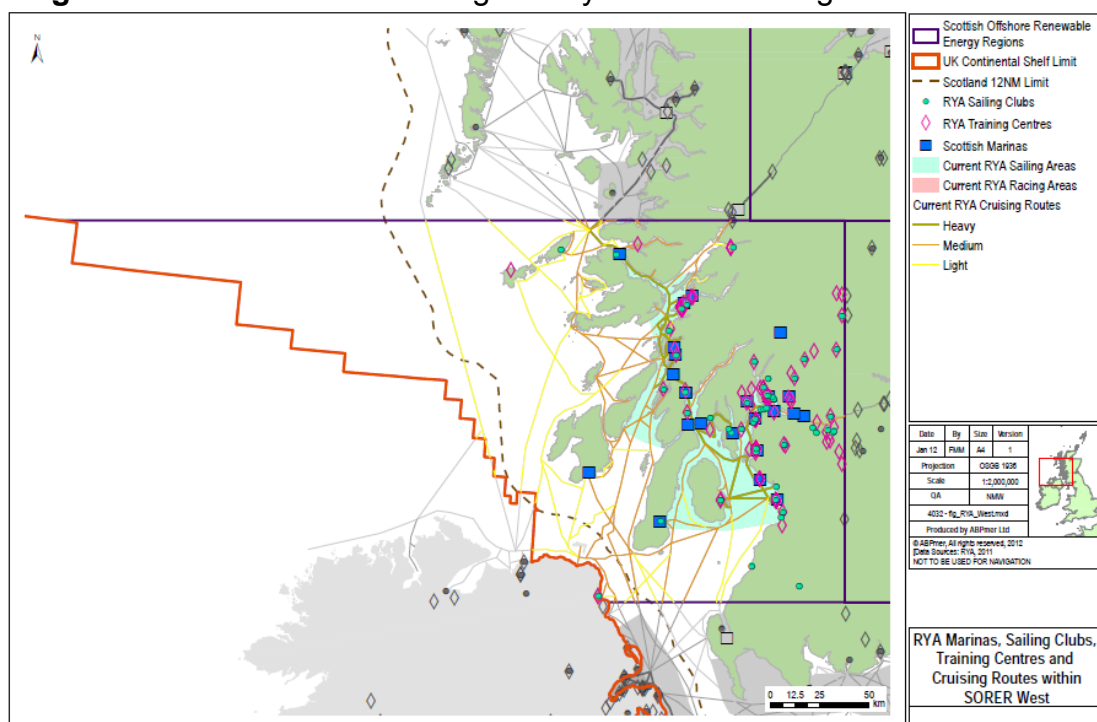 N
Scottish Offshore Renewable
Energy Regions
UK Continental Shelf Limit
Scotland 12NM Limit
RYA Sailing Clubs
RYA Training Centres
Scottish Marinas
Current RYA Sailing Areas
Current RYA Racing Areas
Current RYA Cruising Routes
Heavy
Medium
Light
Date By Size Version
Jan 12 FMM A4 1
Projection OSGB 1936
Scale 1:2,000,000
QA NMW
4032 - fig_RYA_West.mxd
Produced by ABPmer Ltd
© ABPmer, All rights reserved, 2012
Data Sources: RYA, 2011
NOT TO BE USED FOR NAVIGATION
RYA Marinas, Sailing Clubs,
Training Centres and
Cruising Routes within
SORER West
0 12.5 25 50
km